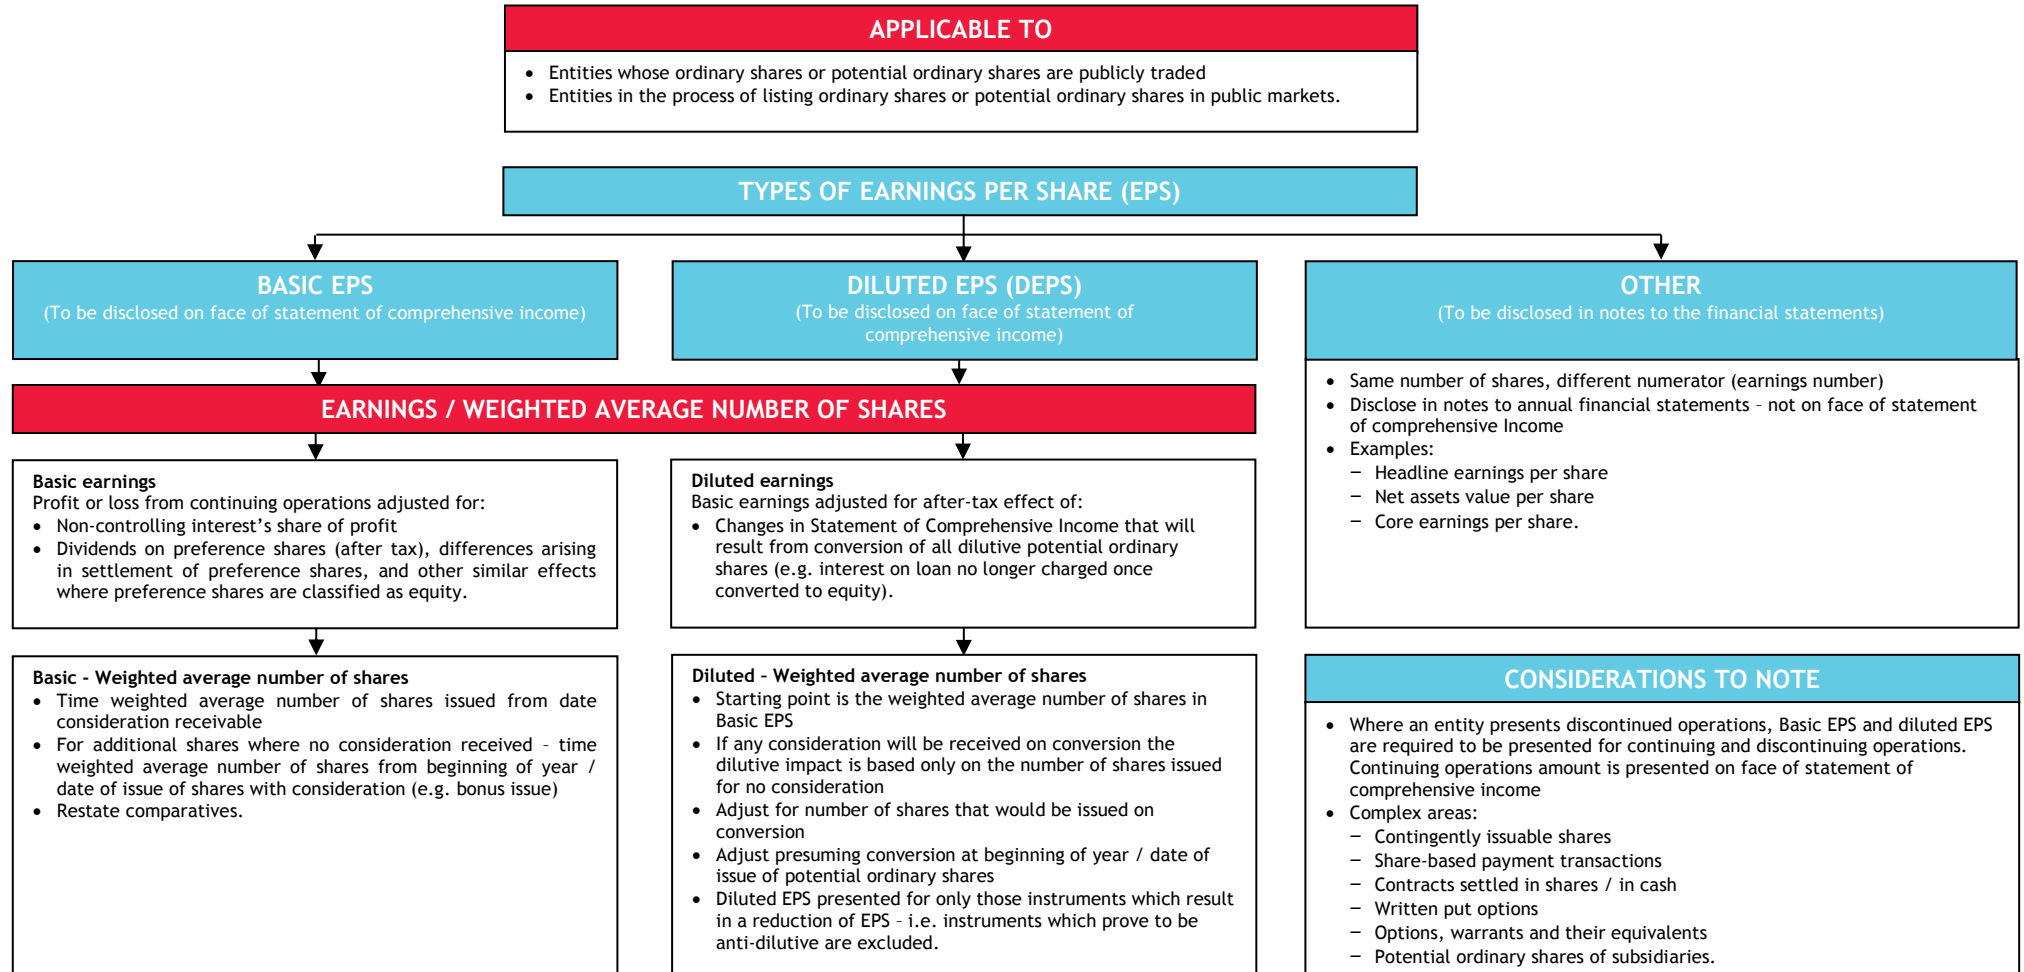 APPLICABLE TO
• Entities whose ordinary shares or potential ordinary shares are publicly traded
• Entities in the process of listing ordinary shares or potential ordinary shares in public markets.
TYPES OF EARNINGS PER SHARE (EPS)
BASIC EPS
(To be disclosed on face of statement of comprehensive income)
DILUTED EPS (DEPS)
(To be disclosed on face of statement of
comprehensive income)
OTHER
(To be disclosed in notes to the financial statements)
EARNINGS / WEIGHTED AVERAGE NUMBER OF SHARES
Basic earnings
Profit or loss from continuing operations adjusted for:
• Non-controlling interest’s share of profit
• Dividends on preference shares (after tax), differences arising
in settlement of preference shares, and other similar effects
where preference shares are classified as equity.
Diluted earnings
Basic earnings adjusted for after-tax effect of:
• Changes in Statement of Comprehensive Income that will
result from conversion of all dilutive potential ordinary
shares (e.g. interest on loan no longer charged once
converted to equity).
• Same number of shares, different numerator (earnings number)
• Disclose in notes to annual financial statements – not on face of statement
of comprehensive Income
• Examples:
− Headline earnings per share
− Net assets value per share
− Core earnings per share.
Basic - Weighted average number of shares
• Time weighted average number of shares issued from date
consideration receivable
• For additional shares where no consideration received – time
weighted average number of shares from beginning of year /
date of issue of shares with consideration (e.g. bonus issue)
• Restate comparatives.
Diluted – Weighted average number of shares
• Starting point is the weighted average number of shares in
Basic EPS
• If any consideration will be received on conversion the
dilutive impact is based only on the number of shares issued
for no consideration
• Adjust for number of shares that would be issued on
conversion
• Adjust presuming conversion at beginning of year / date of
issue of potential ordinary shares
• Diluted EPS presented for only those instruments which result
in a reduction of EPS – i.e. instruments which prove to be
anti-dilutive are excluded.
CONSIDERATIONS TO NOTE
• Where an entity presents discontinued operations, Basic EPS and diluted EPS
are required to be presented for continuing and discontinuing operations.
Continuing operations amount is presented on face of statement of
comprehensive income
• Complex areas:
− Contingently issuable shares
− Share-based payment transactions
− Contracts settled in shares / in cash
− Written put options
− Options, warrants and their equivalents
− Potential ordinary shares of subsidiaries.